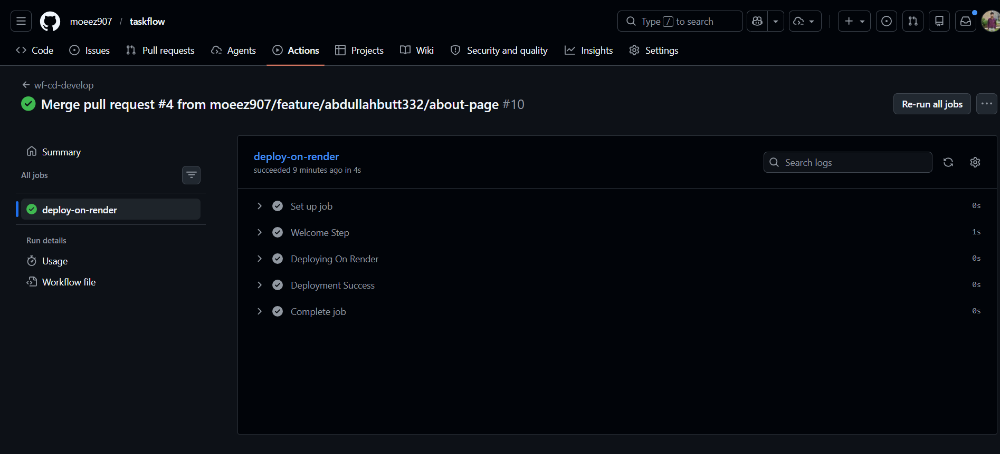 moeez907 / taskflow
Type / to search
Code Issues Pull requests Agents Actions Projects Wiki Security and quality Insights Settings
wf-cd-develop
Merge pull request #4 from moeez907/feature/abdullahbutt332/about-page #10
Re-run all jobs
Summary
All jobs
deploy-on-render
Run details
Usage
Workflow file
deploy-on-render
succeeded 9 minutes ago in 4s
Search logs
Set up job 0s
Welcome Step 1s
Deploying On Render 0s
Deployment Success 0s
Complete job 0s